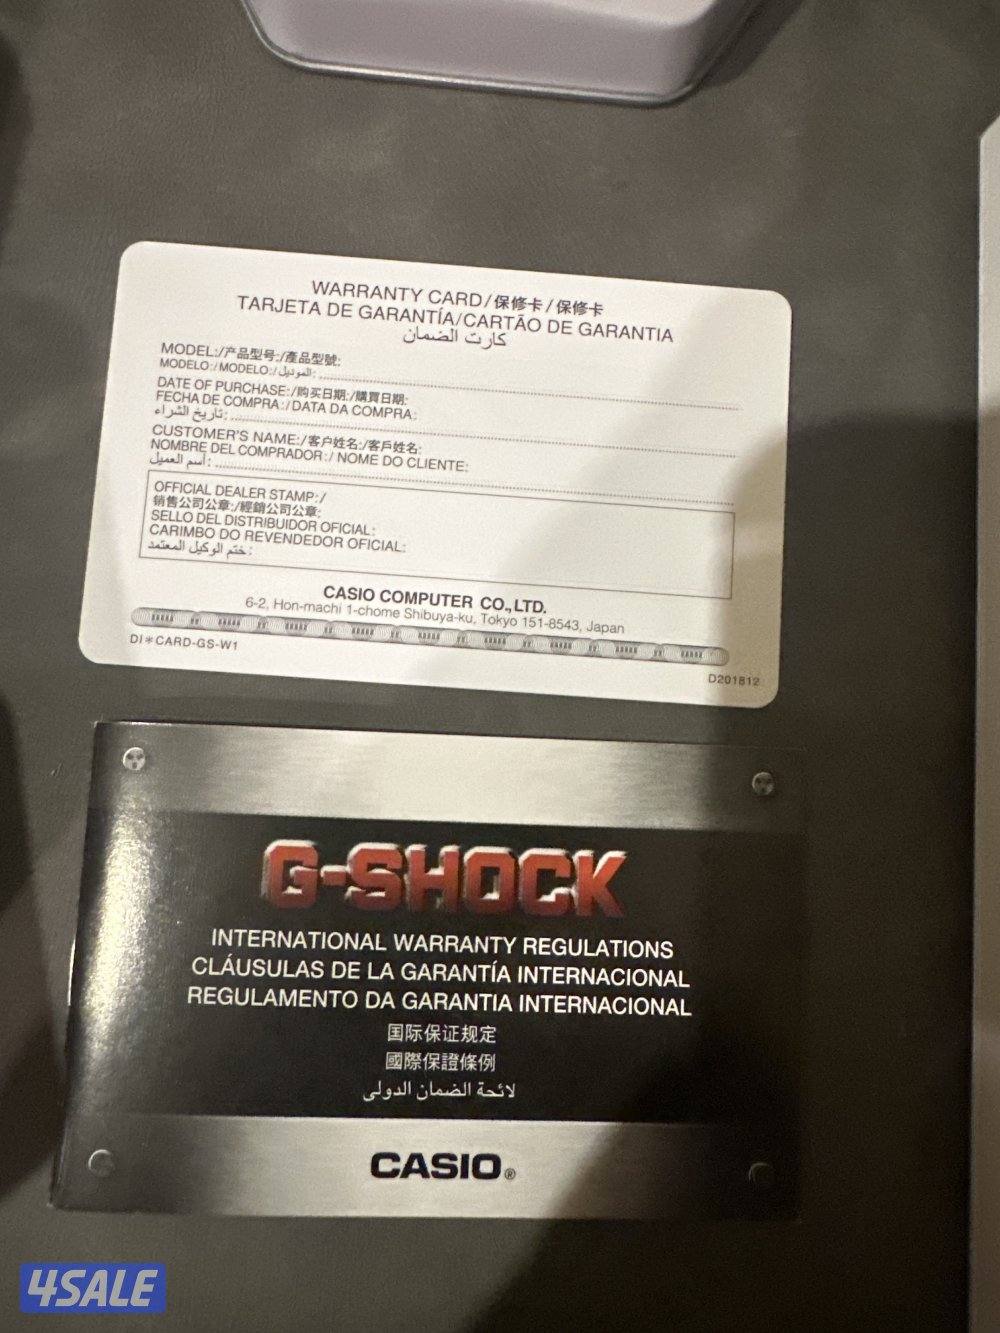 WARRANTY CARD/保修卡/保修卡
TARJETA DE GARANTÍA/CARTÃO DE GARANTIA
كارت الضمان
MODEL:/产品型号:/產品型號:
MODELO:/MODELO:/الموديل:
DATE OF PURCHASE:/购买日期:/購買日期:
FECHA DE COMPRA:/DATA DA COMPRA:
تاريخ الشراء:
CUSTOMER'S NAME:/客户姓名:/客戶姓名:
NOMBRE DEL COMPRADOR:/ NOME DO CLIENTE:
أسم العميل:
OFFICIAL DEALER STAMP:/
销售公司公章:/經銷公司公章:
SELLO DEL DISTRIBUIDOR OFICIAL:
CARIMBO DO REVENDEDOR OFICIAL:
ختم الوكيل المعتمد:
CASIO COMPUTER CO.,LTD.
6-2, Hon-machi 1-chome Shibuya-ku, Tokyo 151-8543, Japan
DI*CARD-GS-W1
D201812
G-SHOCK
INTERNATIONAL WARRANTY REGULATIONS
CLÁUSULAS DE LA GARANTÍA INTERNACIONAL
REGULAMENTO DA GARANTIA INTERNACIONAL
国际保证规定
國際保證條例
لائحة الضمان الدولى
CASIO®
4SALE